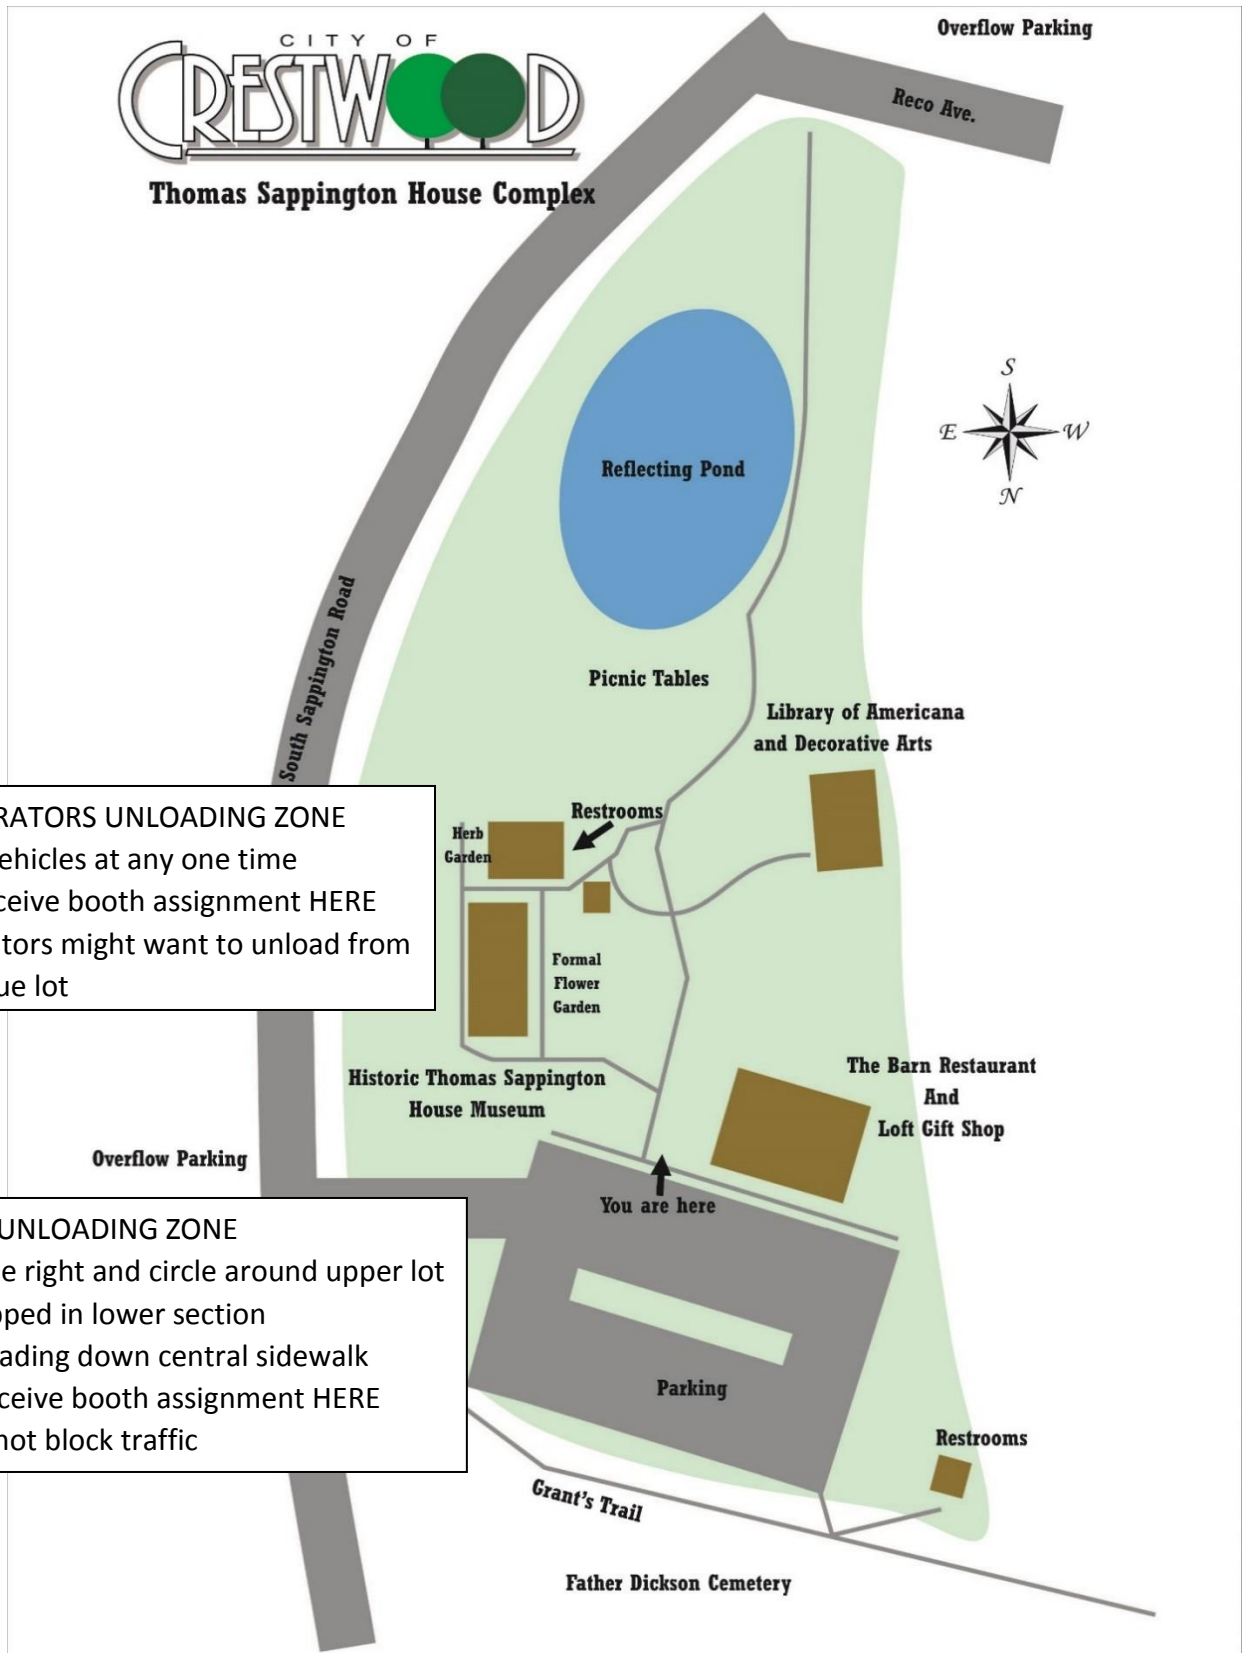 CITY OF
CRESTWOOD
Thomas Sappington House Complex
Overflow Parking
Reco Ave.
S
E W
N
Reflecting Pond
South Sappington Road
Picnic Tables
Library of Americana
and Decorative Arts
RATORS UNLOADING ZONE
ehicles at any one time
ceive booth assignment HERE
tors might want to unload from
ue lot
Restrooms
Herb
Garden
Formal
Flower
Garden
Historic Thomas Sappington
House Museum
The Barn Restaurant
And
Loft Gift Shop
Overflow Parking
You are here
UNLOADING ZONE
e right and circle around upper lot
pped in lower section
ading down central sidewalk
ceive booth assignment HERE
not block traffic
Parking
Restrooms
Grant's Trail
Father Dickson Cemetery